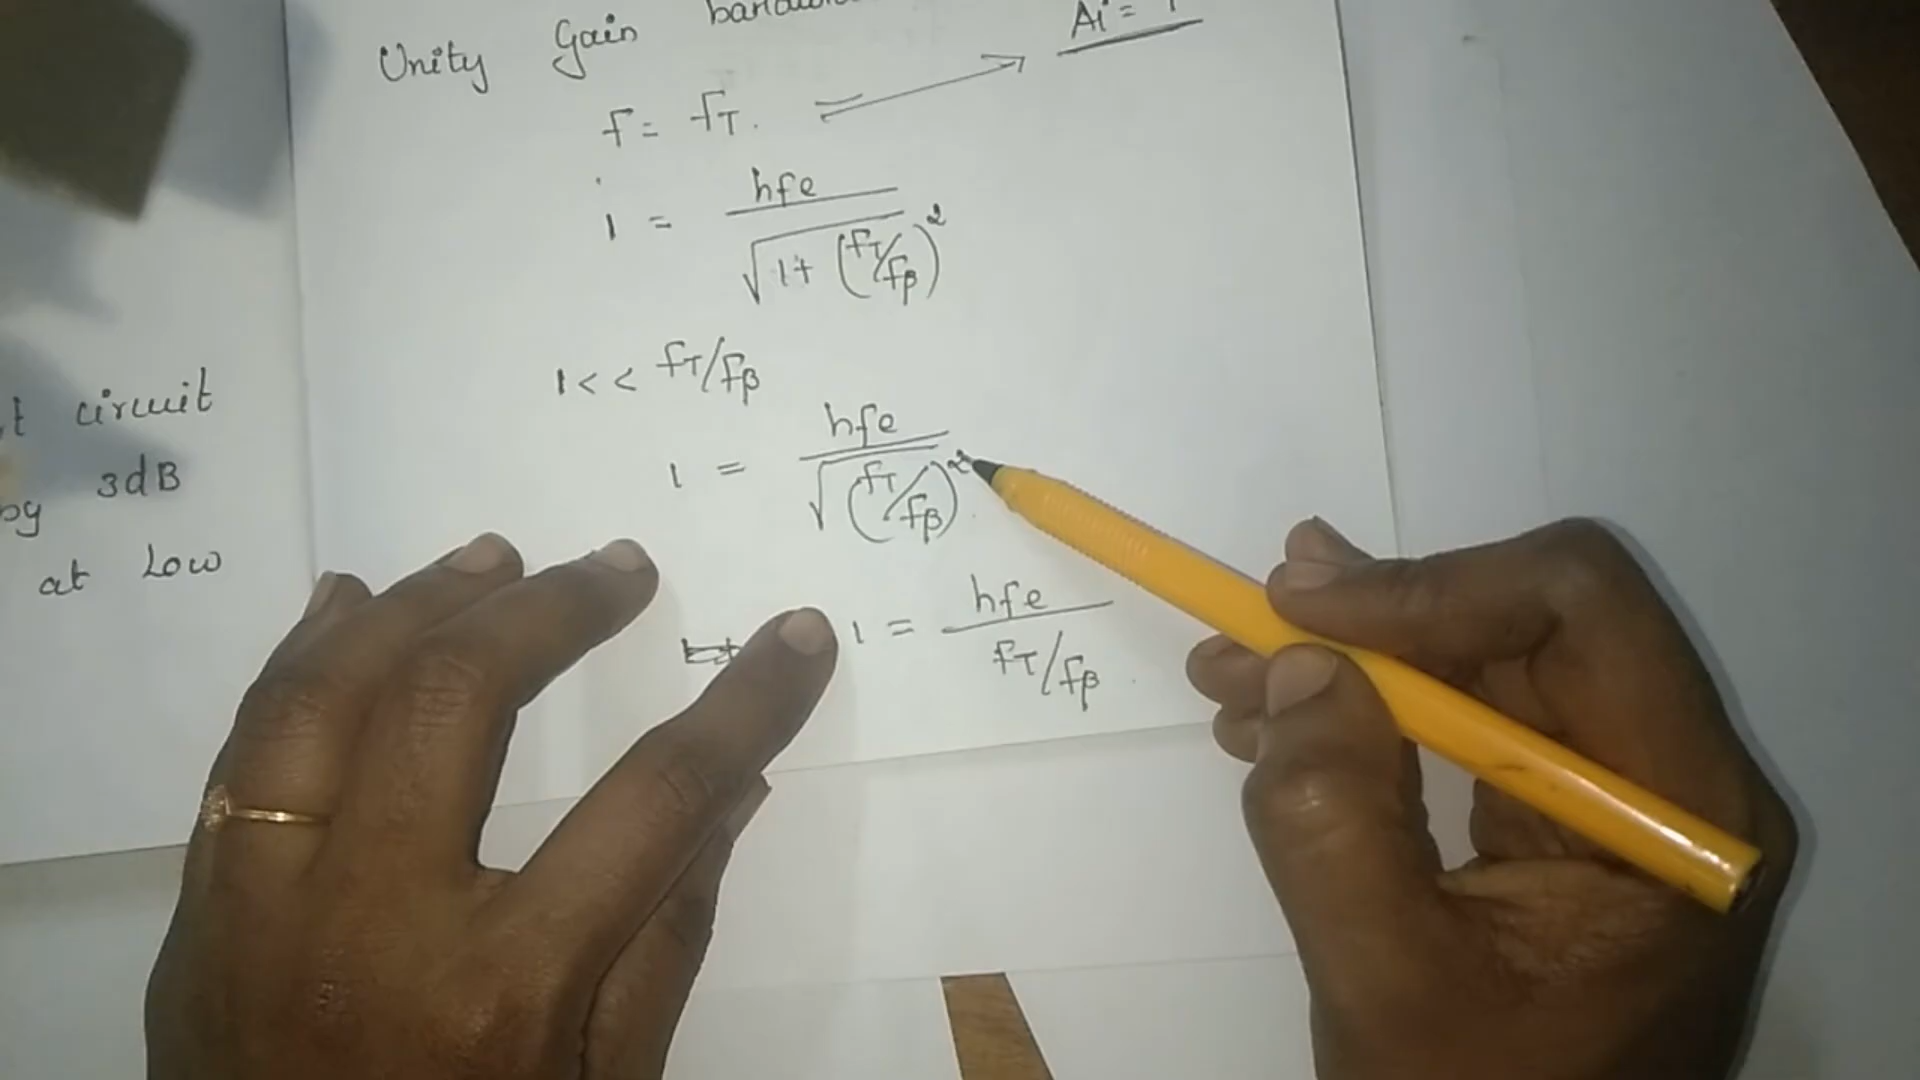 Unity Gain
Ai = 1
f = fT.
1 = hfe / √1+ (fT/fβ)²
1 << fT/fβ
1 = hfe / √(fT/fβ)²
1 = hfe / fT/fβ
circuit
3dB
at Low